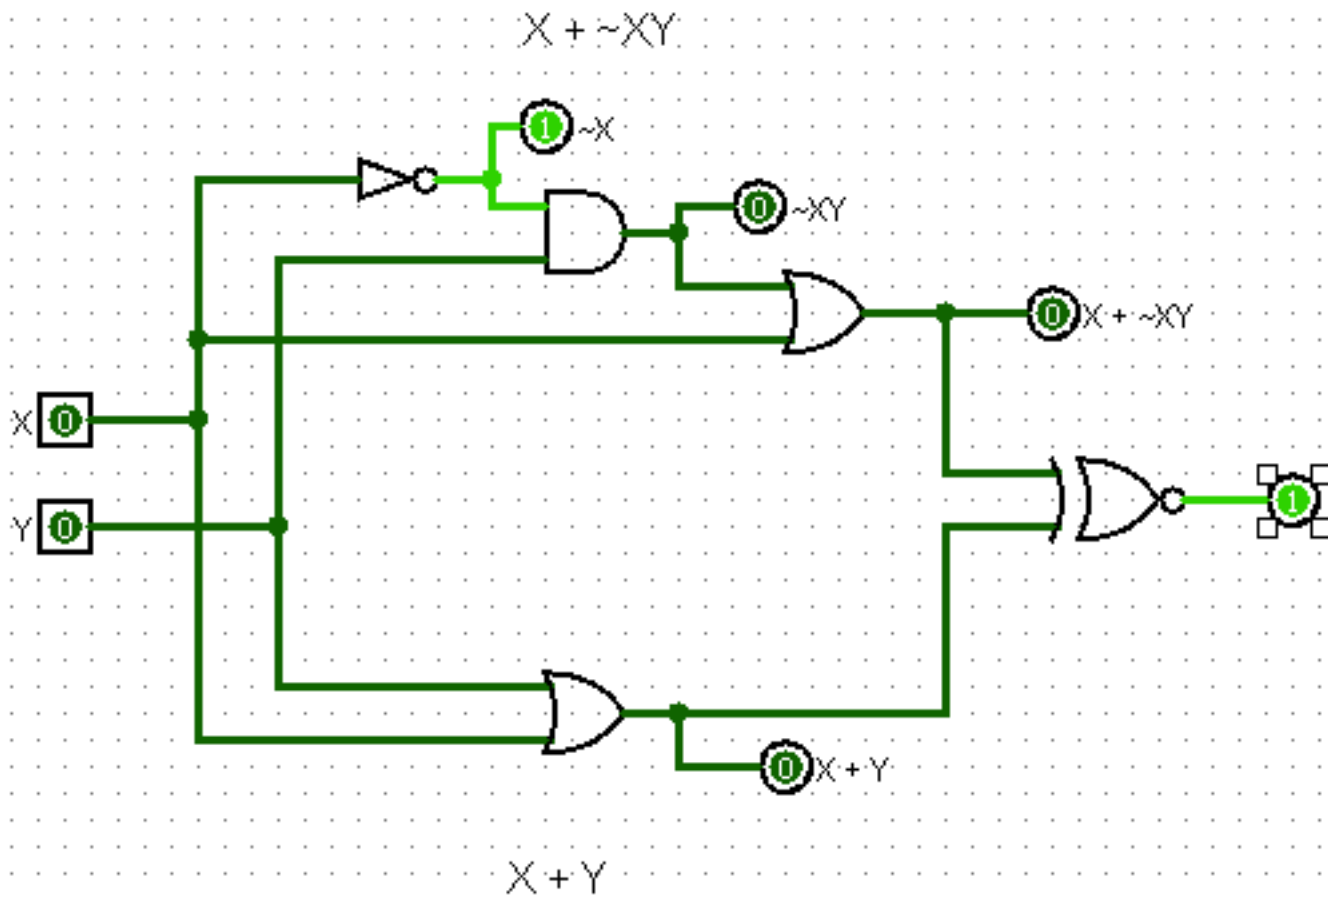 X + ~XY
1 ~X
0 ~XY
0 X + ~XY
X 0
1
Y 0
0 X + Y
X + Y